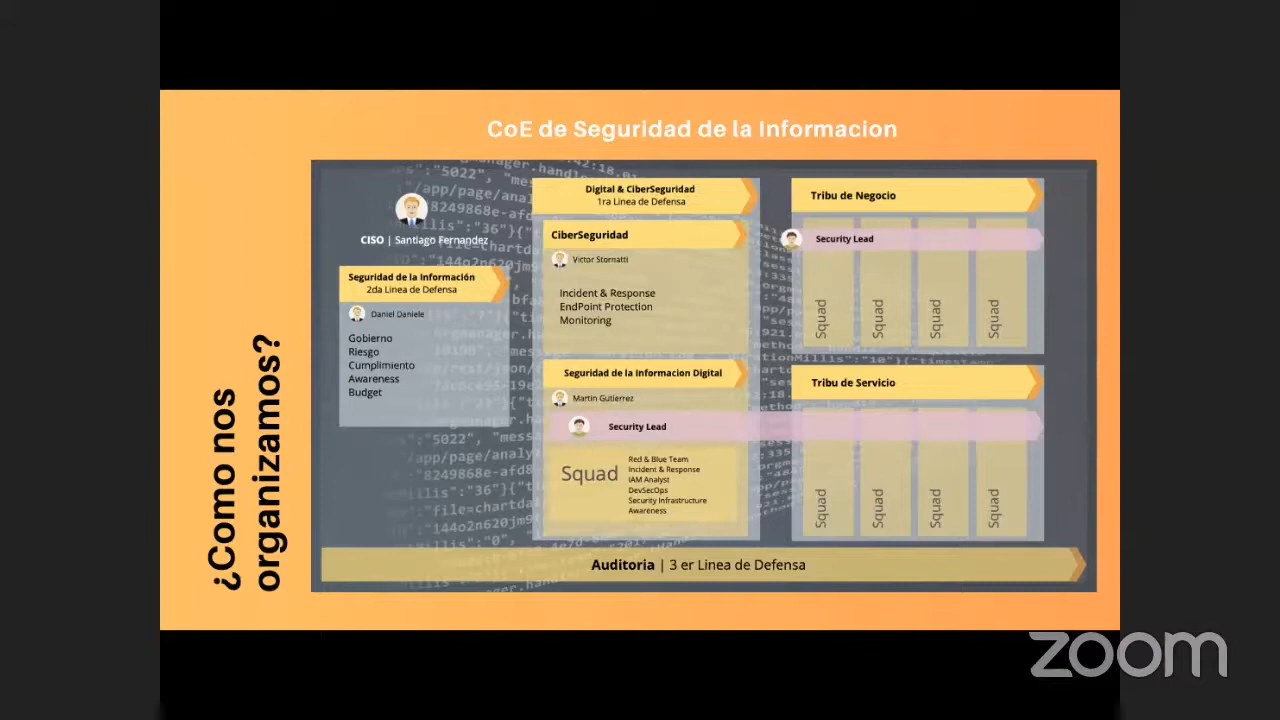 CoE de Seguridad de la Informacion
¿Como nos
organizamos?
CISO | Santiago Fernandez
Seguridad de la Información
2da Linea de Defensa
Daniel Daniele
Gobierno
Riesgo
Cumplimiento
Awareness
Budget
Digital & CiberSeguridad
1ra Linea de Defensa
CiberSeguridad
Victor Stornatti
Incident & Response
EndPoint Protection
Monitoring
Seguridad de la Informacion Digital
Martin Gutierrez
Security Lead
Squad
Red & Blue Team
Incident & Response
IAM Analyst
DevSecOps
Security Infrastructure
Awareness
Tribu de Negocio
Security Lead
Squad
Squad
Squad
Squad
Tribu de Servicio
Squad
Squad
Squad
Squad
Auditoria | 3 er Linea de Defensa
zoom